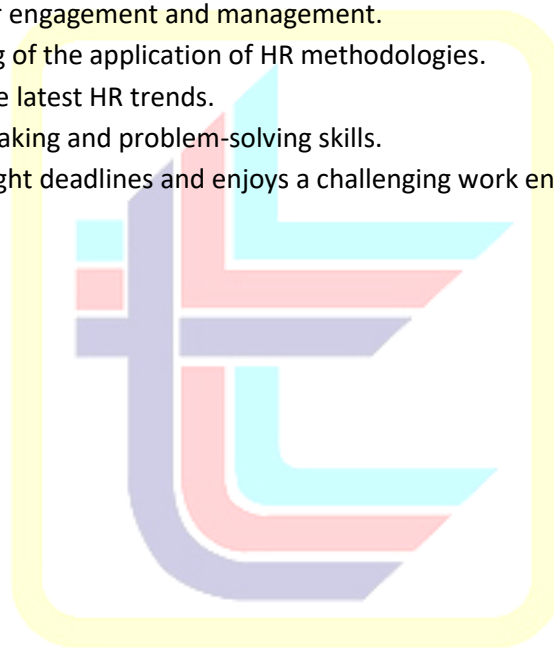 r engagement and management.
g of the application of HR methodologies.
e latest HR trends.
aking and problem-solving skills.
ght deadlines and enjoys a challenging work en